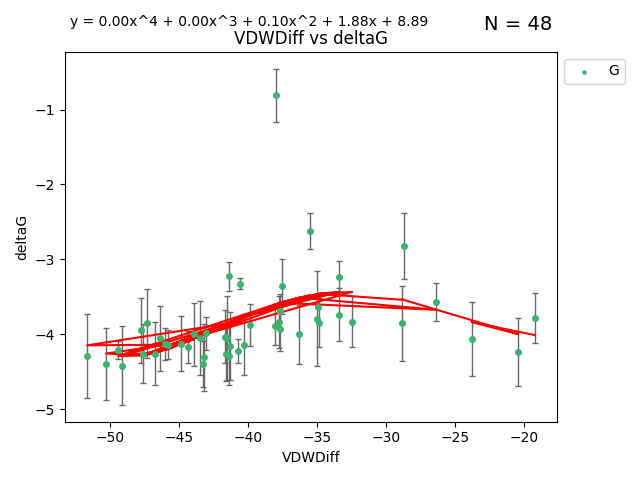 y = 0.00x^4 + 0.00x^3 + 0.10x^2 + 1.88x + 8.89
N = 48
VDWDiff vs deltaG
G
deltaG
−1
−2
−3
−4
−5
−50 −45 −40 −35 −30 −25 −20
VDWDiff